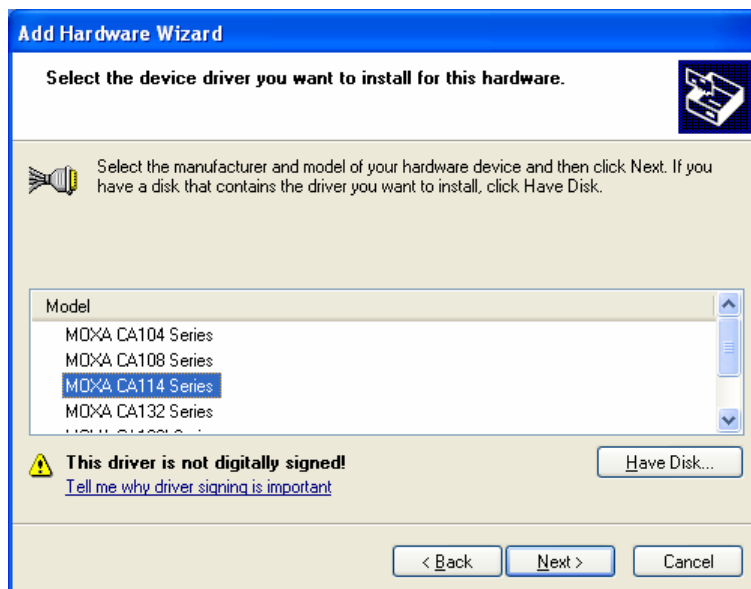 Add Hardware Wizard
Select the device driver you want to install for this hardware.
Select the manufacturer and model of your hardware device and then click Next. If you
have a disk that contains the driver you want to install, click Have Disk.
Model
MOXA CA104 Series
MOXA CA108 Series
MOXA CA114 Series
MOXA CA132 Series
This driver is not digitally signed!
Have Disk...
Tell me why driver signing is important
< Back
Next >
Cancel